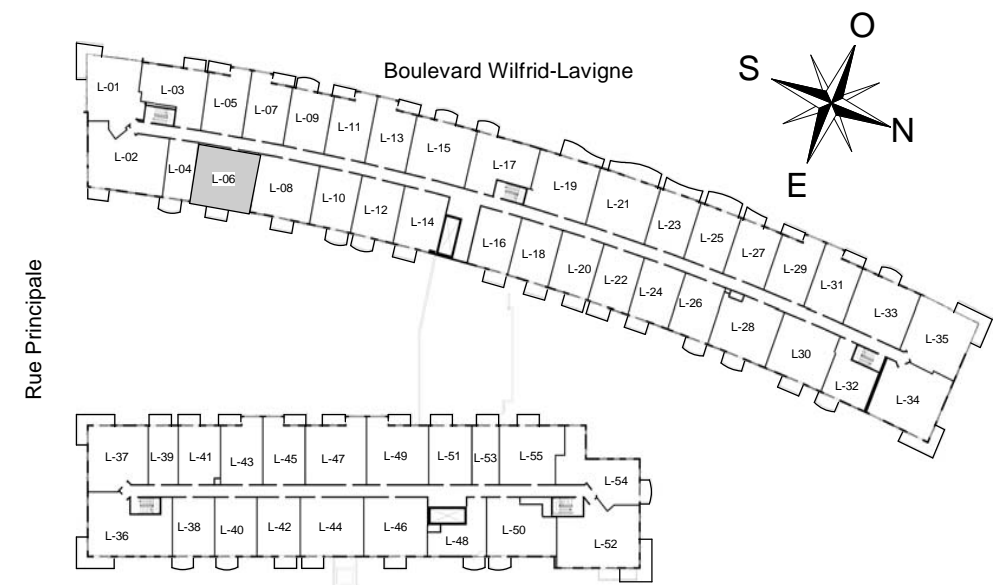 Boulevard Wilfrid-Lavigne
O
S
N
E
Rue Principale
L-01
L-03
L-05
L-07
L-09
L-11
L-13
L-15
L-17
L-19
L-21
L-23
L-25
L-27
L-29
L-31
L-33
L-35
L-02
L-04
L-06
L-08
L-10
L-12
L-14
L-16
L-18
L-20
L-22
L-24
L-26
L-28
L30
L-32
L-34
L-37
L-39
L-41
L-43
L-45
L-47
L-49
L-51
L-53
L-55
L-54
L-36
L-38
L-40
L-42
L-44
L-46
L-48
L-50
L-52